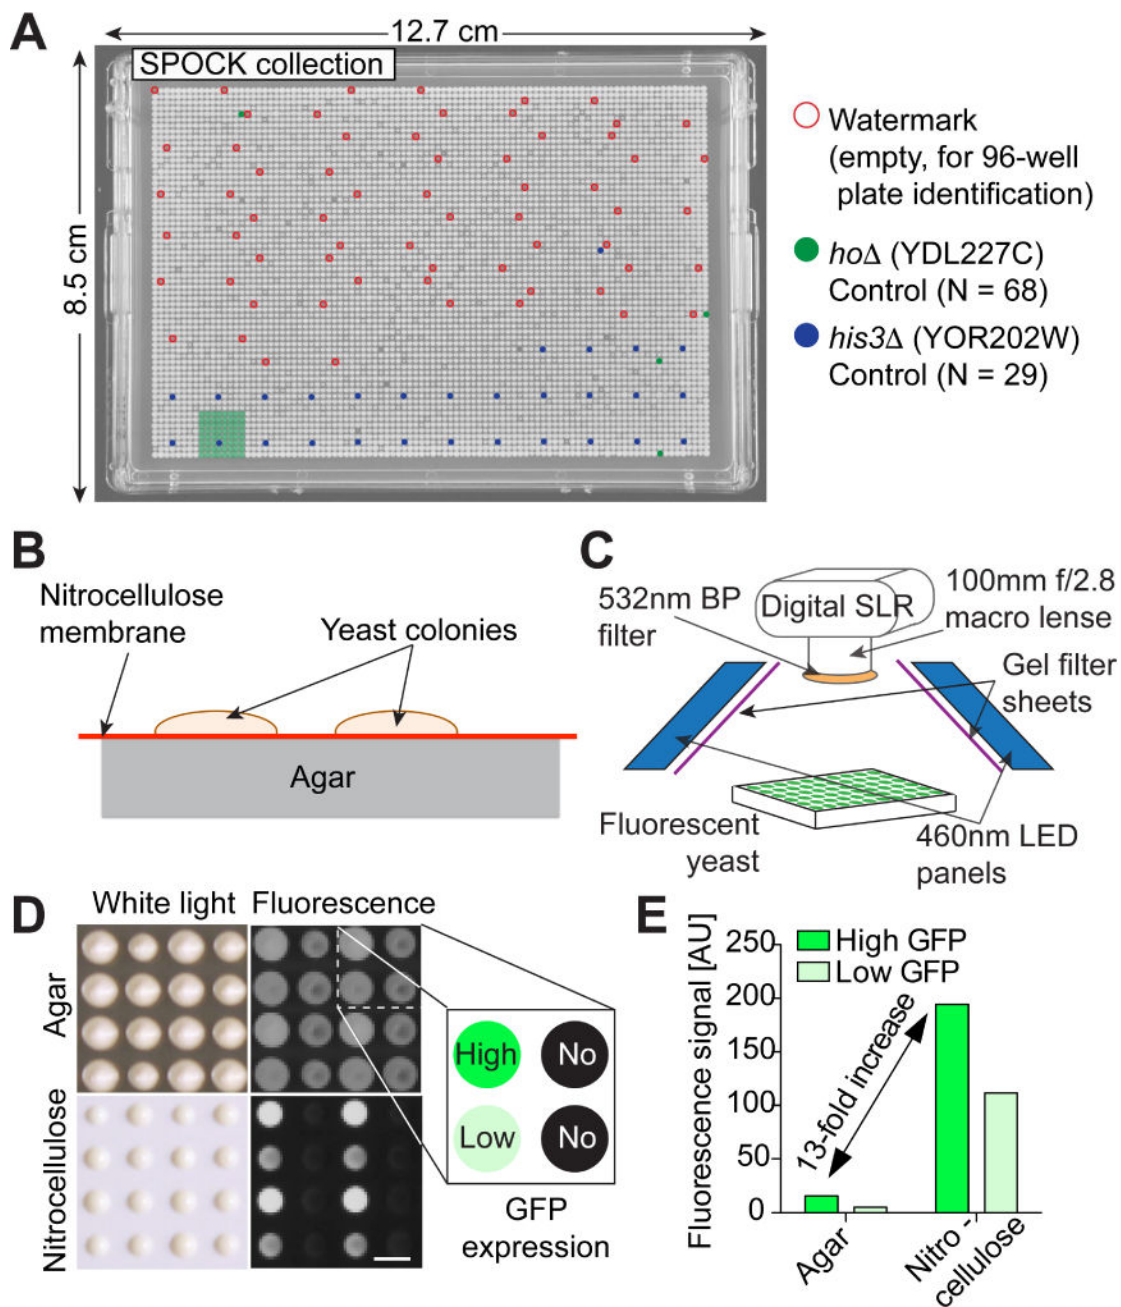 A
12.7 cm
SPOCK collection
8.5 cm
Watermark
(empty, for 96-well
plate identification)
hoΔ (YDL227C)
Control (N = 68)
his3Δ (YOR202W)
Control (N = 29)
B
Nitrocellulose
membrane
Yeast colonies
Agar
C
532nm BP
filter
Digital SLR
100mm f/2.8
macro lense
Gel filter
sheets
Fluorescent
yeast
460nm LED
panels
D
White light
Fluorescence
Agar
Nitrocellulose
High
No
Low
No
GFP
expression
E
Fluorescence signal [AU]
250
200
150
100
50
0
High GFP
Low GFP
13-fold increase
Agar
Nitro -
cellulose